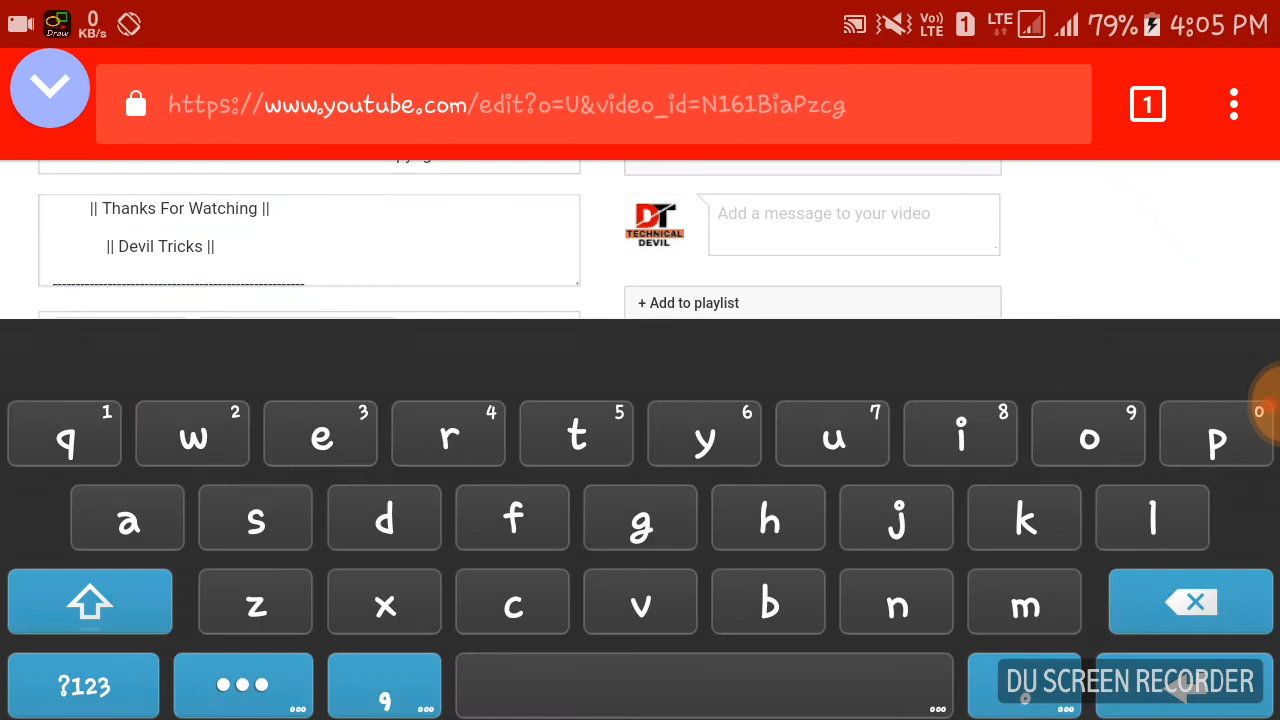 Draw
0
KB/s
Vo))
LTE
1
LTE
79%
4:05 PM
https://www.youtube.com/edit?o=U&video_id=N161BiaPzcg
1
|| Thanks For Watching ||
|| Devil Tricks ||
DT
TECHNICAL
DEVIL
Add a message to your video
+ Add to playlist
1 2 3 4 5 6 7 8 9 0
q w e r t y u i o p
a s d f g h j k l
z x c v b n m
?123
,
DU SCREEN RECORDER